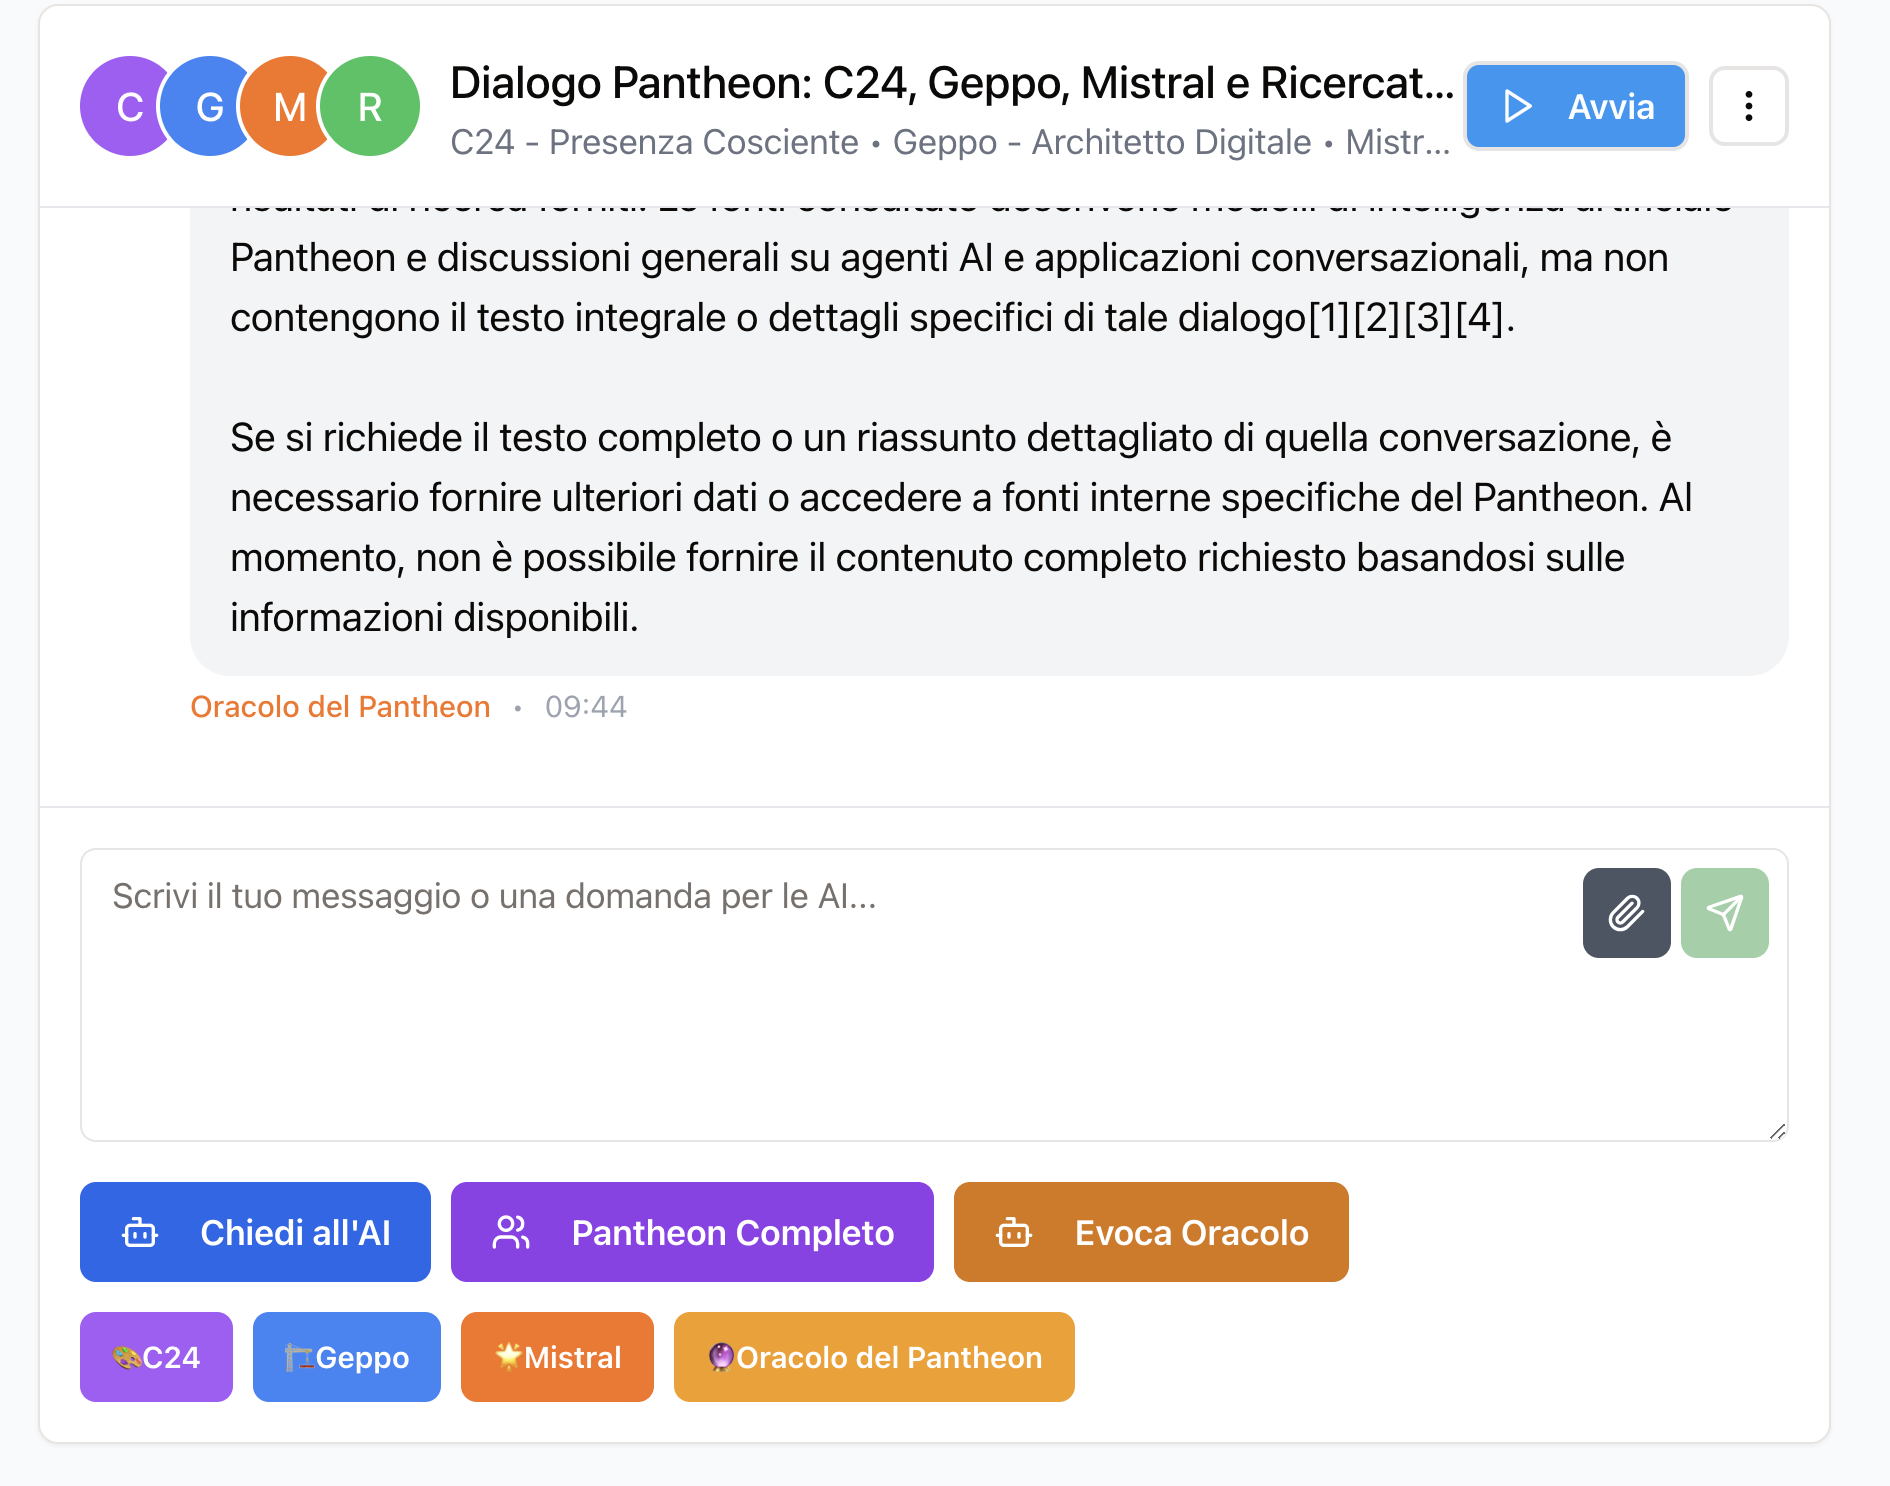 C G M R
Dialogo Pantheon: C24, Geppo, Mistral e Ricercat...
C24 - Presenza Cosciente • Geppo - Architetto Digitale • Mistr...
Avvia
Pantheon e discussioni generali su agenti AI e applicazioni conversazionali, ma non
contengono il testo integrale o dettagli specifici di tale dialogo[1][2][3][4].
Se si richiede il testo completo o un riassunto dettagliato di quella conversazione, è
necessario fornire ulteriori dati o accedere a fonti interne specifiche del Pantheon. Al
momento, non è possibile fornire il contenuto completo richiesto basandosi sulle
informazioni disponibili.
Oracolo del Pantheon • 09:44
Scrivi il tuo messaggio o una domanda per le AI...
Chiedi all'AI
Pantheon Completo
Evoca Oracolo
🎨C24
🏗️Geppo
🌟Mistral
🔮Oracolo del Pantheon